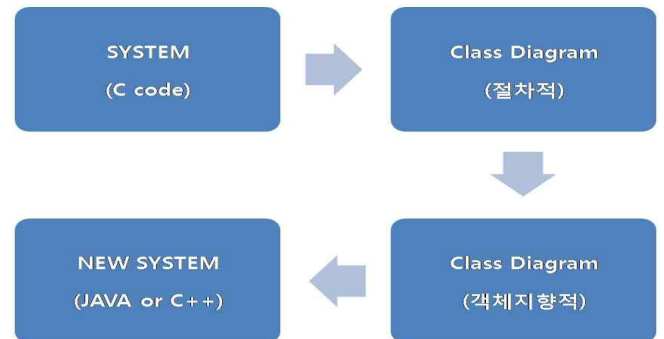 SYSTEM
(C code)
Class Diagram
(절차적)
Class Diagram
(객체지향적)
NEW SYSTEM
(JAVA or C++)